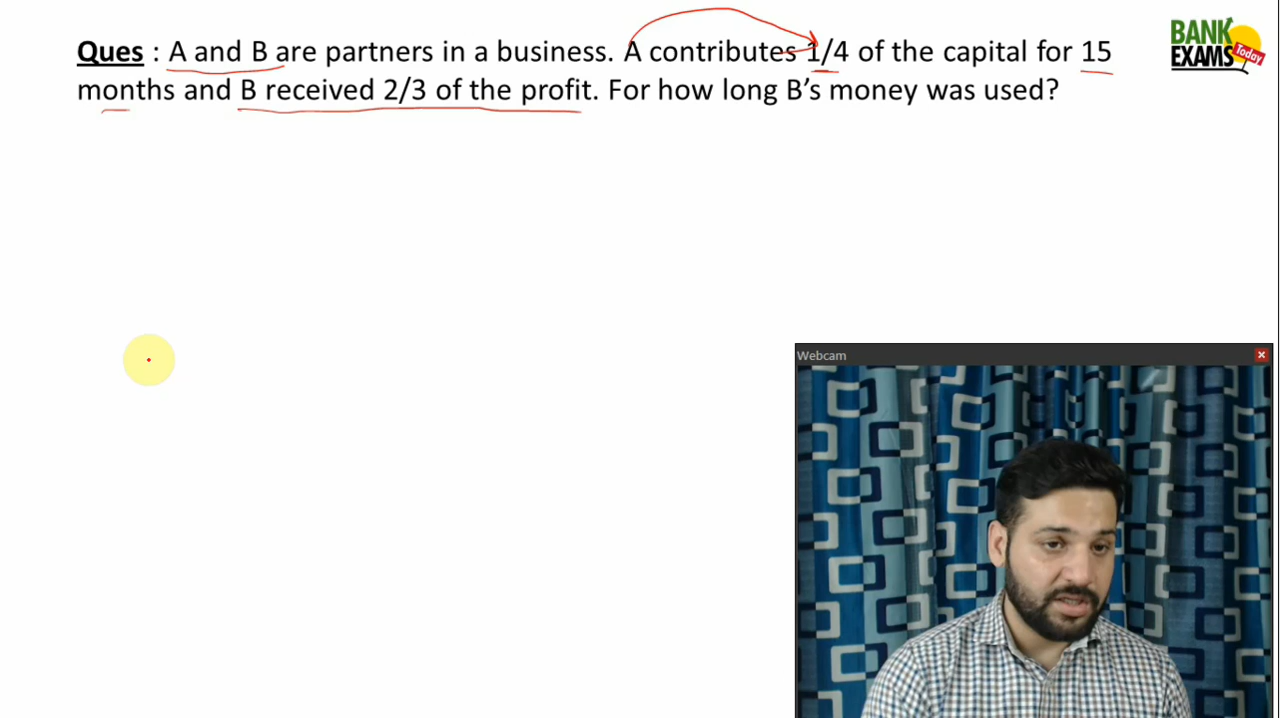 Ques : A and B are partners in a business. A contributes 1/4 of the capital for 15
months and B received 2/3 of the profit. For how long B’s money was used?
BANK
EXAMS
Today
Webcam